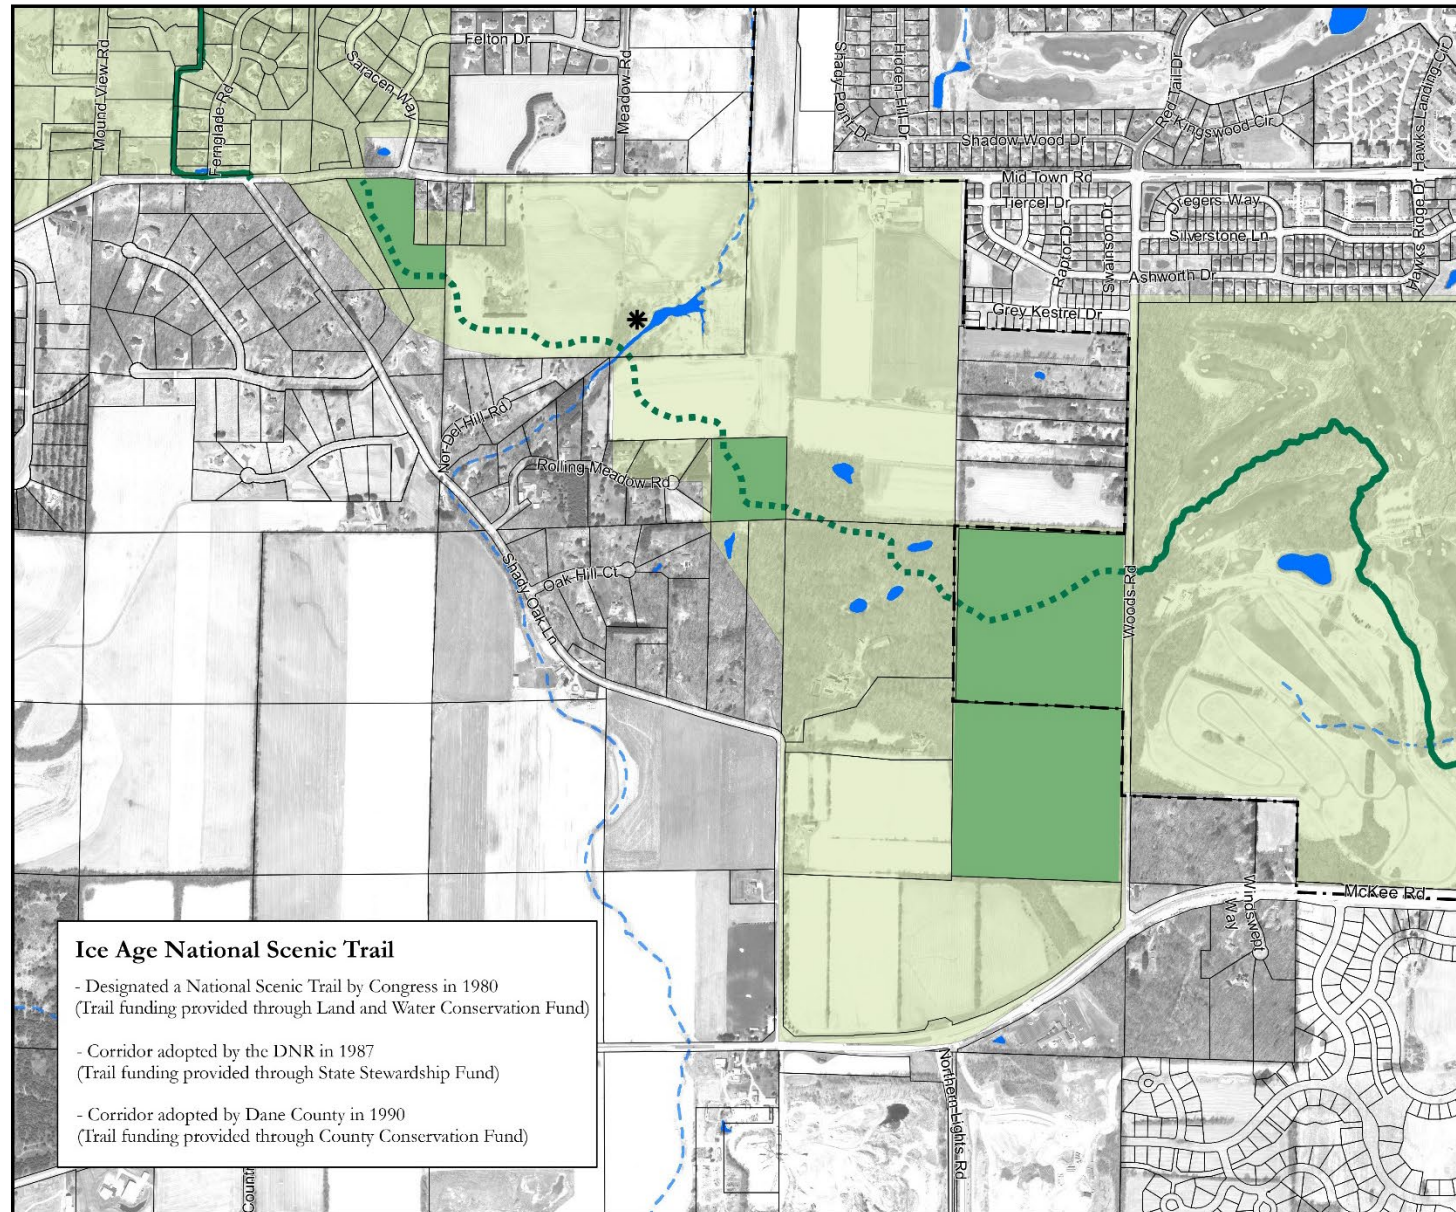 Felton Dr
Saracen Way
Mound View Rd
Fernglade Rd
Meadow Rd
Shady Point Dr
Hidden Hill Dr
Red Tail Dr
Kingswood Cir
Hawks Landing Cir
Shadow Wood Dr
Mid Town Rd
Tiercel Dr
Dregers Way
Silverstone Ln
Raptor Dr
Swainson Dr
Ashworth Dr
Hawks Ridge Dr
Grey Kestrel Dr
Nor-Del-Hill Rd
Rolling Meadow Rd
Oak Hill Ct
Shady Oak Ln
Woods Rd
McKee Rd
Windswept
Way
Northern Lights Rd
Ice Age National Scenic Trail
- Designated a National Scenic Trail by Congress in 1980
(Trail funding provided through Land and Water Conservation Fund)
- Corridor adopted by the DNR in 1987
(Trail funding provided through State Stewardship Fund)
- Corridor adopted by Dane County in 1990
(Trail funding provided through County Conservation Fund)